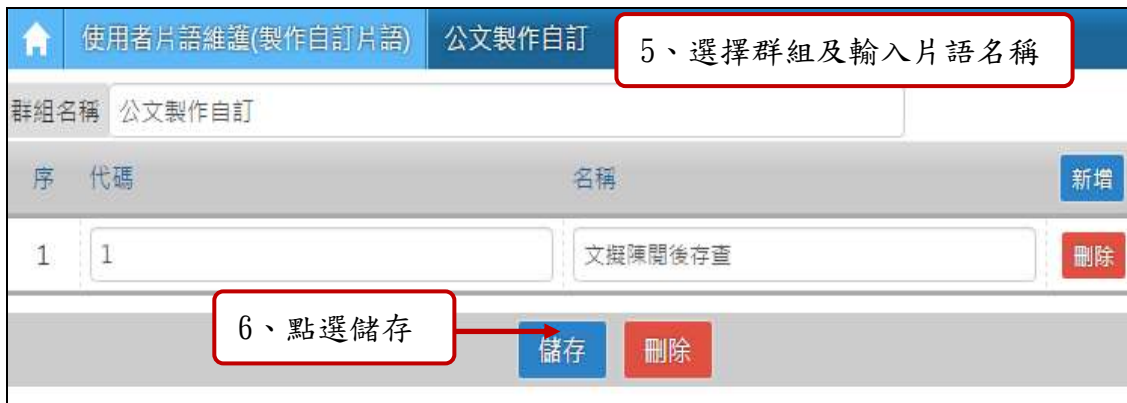 使用者片語維護(製作自訂片語) 公文製作自訂
5、選擇群組及輸入片語名稱
群組名稱 公文製作自訂
序 代碼 名稱 新增
1 1 文擬陳閱後存查 刪除
6、點選儲存
儲存 刪除